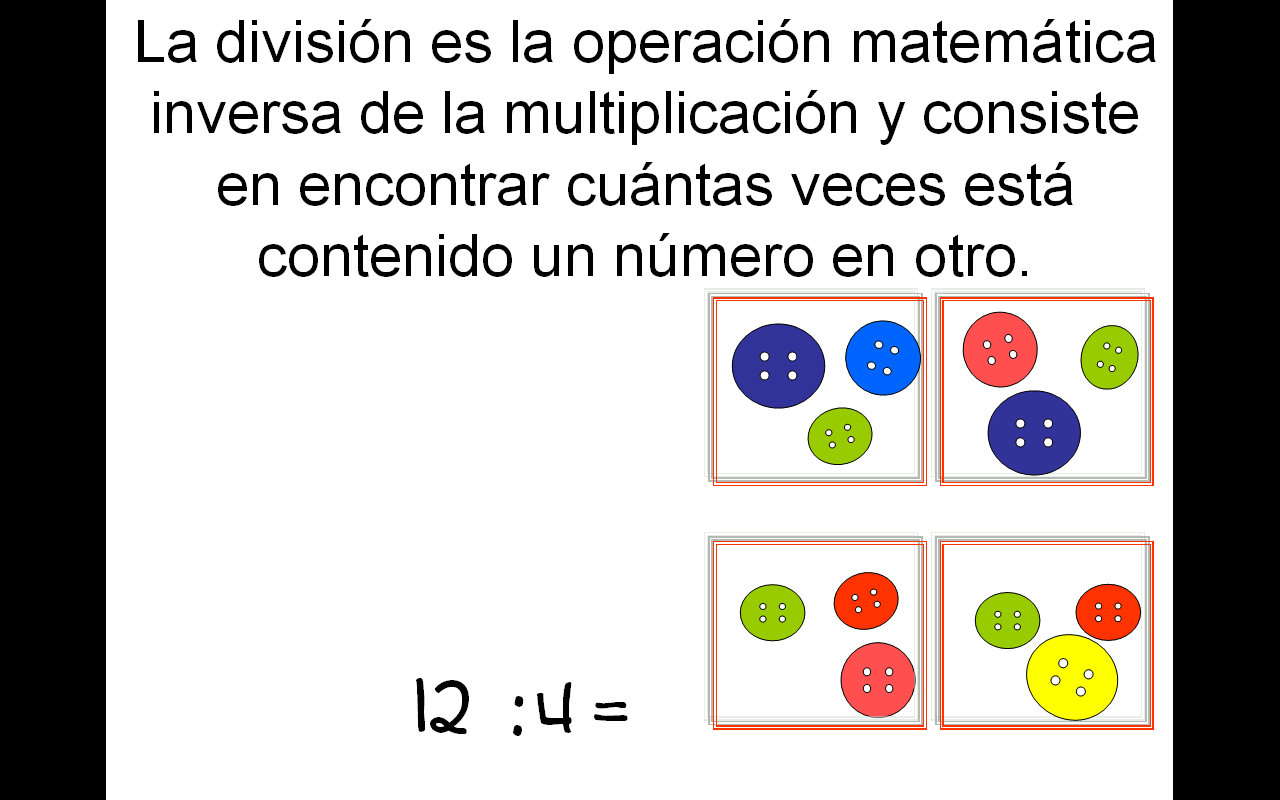 La división es la operación matemática
inversa de la multiplicación y consiste
en encontrar cuántas veces está
contenido un número en otro.
12 :4=